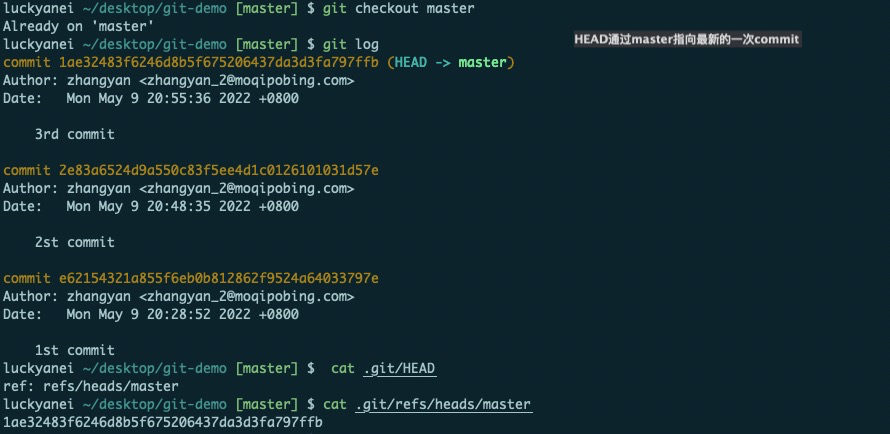 luckyanei ~/desktop/git-demo [master] $ git checkout master
Already on 'master'
luckyanei ~/desktop/git-demo [master] $ git log
HEAD通过master指向最新的一次commit
commit 1ae32483f6246d8b5f675206437da3d3fa797ffb (HEAD -> master)
Author: zhangyan <zhangyan_2@moqipobing.com>
Date:   Mon May 9 20:55:36 2022 +0800
3rd commit
commit 2e83a6524d9a550c83f5ee4d1c0126101031d57e
Author: zhangyan <zhangyan_2@moqipobing.com>
Date:   Mon May 9 20:48:35 2022 +0800
2st commit
commit e62154321a855f6eb0b812862f9524a64033797e
Author: zhangyan <zhangyan_2@moqipobing.com>
Date:   Mon May 9 20:28:52 2022 +0800
1st commit
luckyanei ~/desktop/git-demo [master] $  cat .git/HEAD
ref: refs/heads/master
luckyanei ~/desktop/git-demo [master] $ cat .git/refs/heads/master
1ae32483f6246d8b5f675206437da3d3fa797ffb